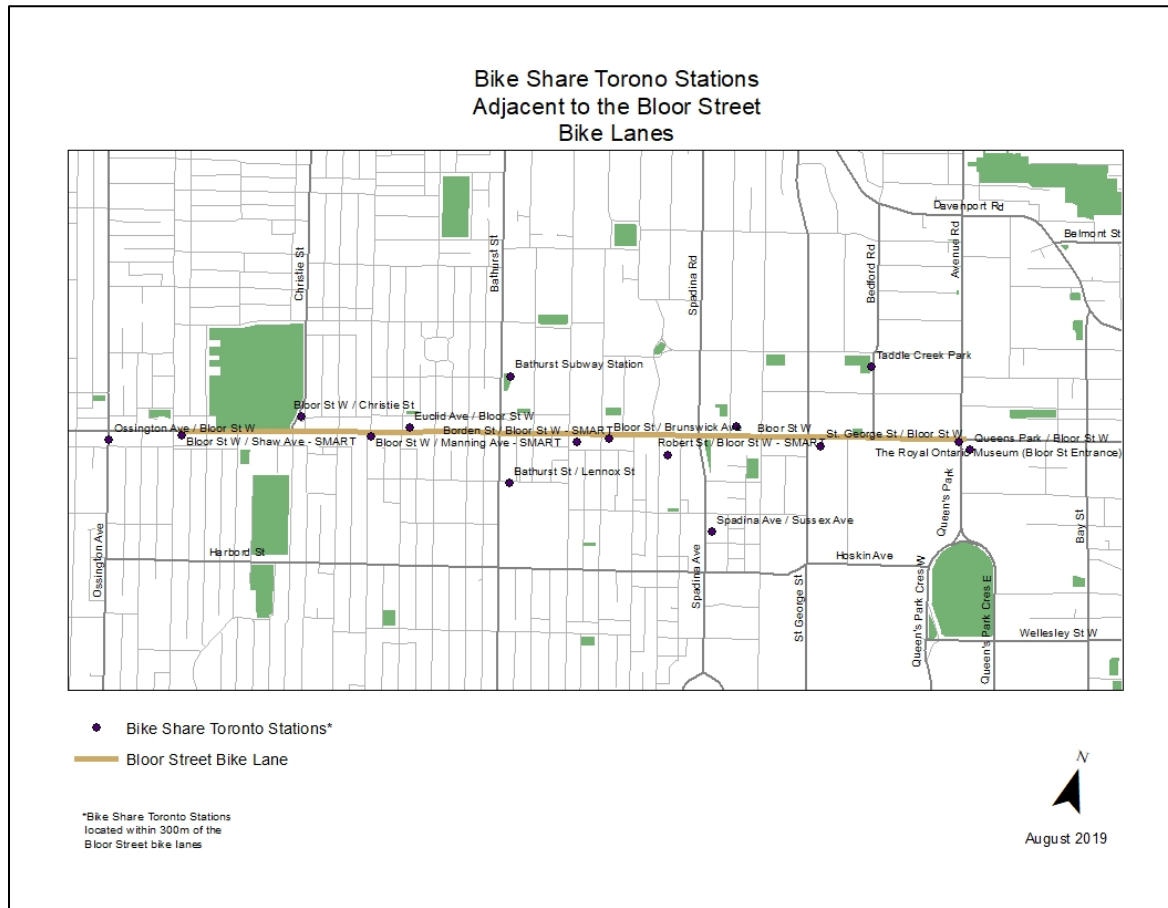 Bike Share Torono Stations
Adjacent to the Bloor Street
Bike Lanes
Davenport Rd
Belmont St
Christie St
Bathurst St
Spadina Rd
Bedford Rd
Avenue Rd
Taddle Creek Park
Bathurst Subway Station
Bloor St W / Christie St
Euclid Ave / Bloor St W
Ossington Ave / Bloor St W
Borden St / Bloor St W - SMART
Bloor St / Brunswick Ave
Bloor St W
St. George St / Bloor St W
Queens Park / Bloor St W
Bloor St W / Shaw Ave - SMART
Bloor St W / Manning Ave - SMART
Robert St / Bloor St W - SMART
The Royal Ontario Museum (Bloor St Entrance)
Bathurst St / Lennox St
Spadina Ave / Sussex Ave
Queen's Park
Bay St
Ossington Ave
Harbord St
Hoskin Ave
Spadina Ave
St George St
Queen's Park Cres W
Queen's Park Cres E
Wellesley St W
Bike Share Toronto Stations*
Bloor Street Bike Lane
*Bike Share Toronto Stations
located within 300m of the
Bloor Street bike lanes
N
August 2019